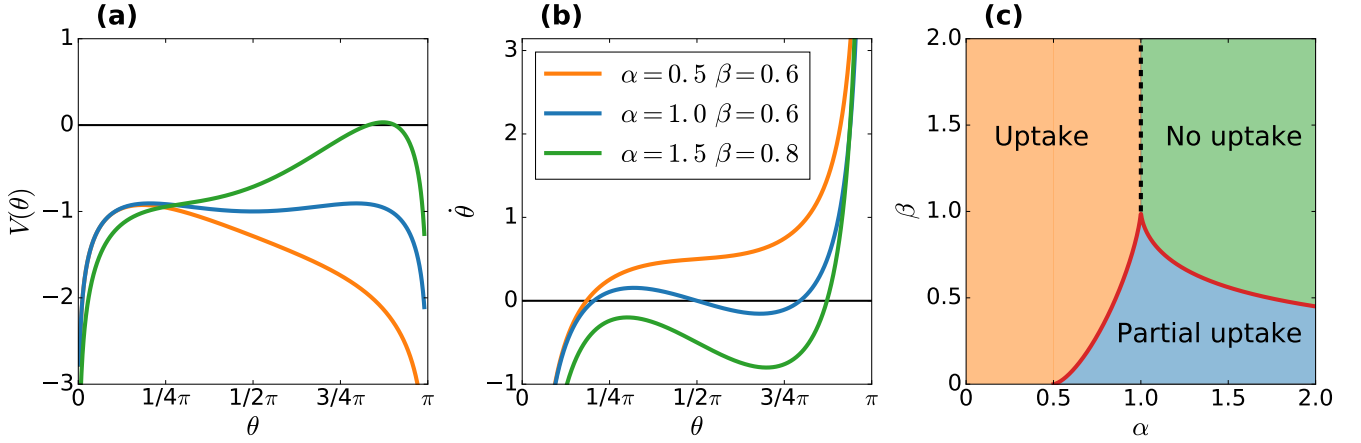 (a)
V(θ)
1
0
−1
−2
−3
0
1/4π
1/2π
3/4π
π
θ
(b)
θ̇
3
2
1
0
−1
α=0.5 β=0.6
α=1.0 β=0.6
α=1.5 β=0.8
0
1/4π
1/2π
3/4π
π
θ
(c)
β
2.0
1.5
1.0
0.5
0
Uptake
No uptake
Partial uptake
0.0
0.5
1.0
1.5
2.0
α